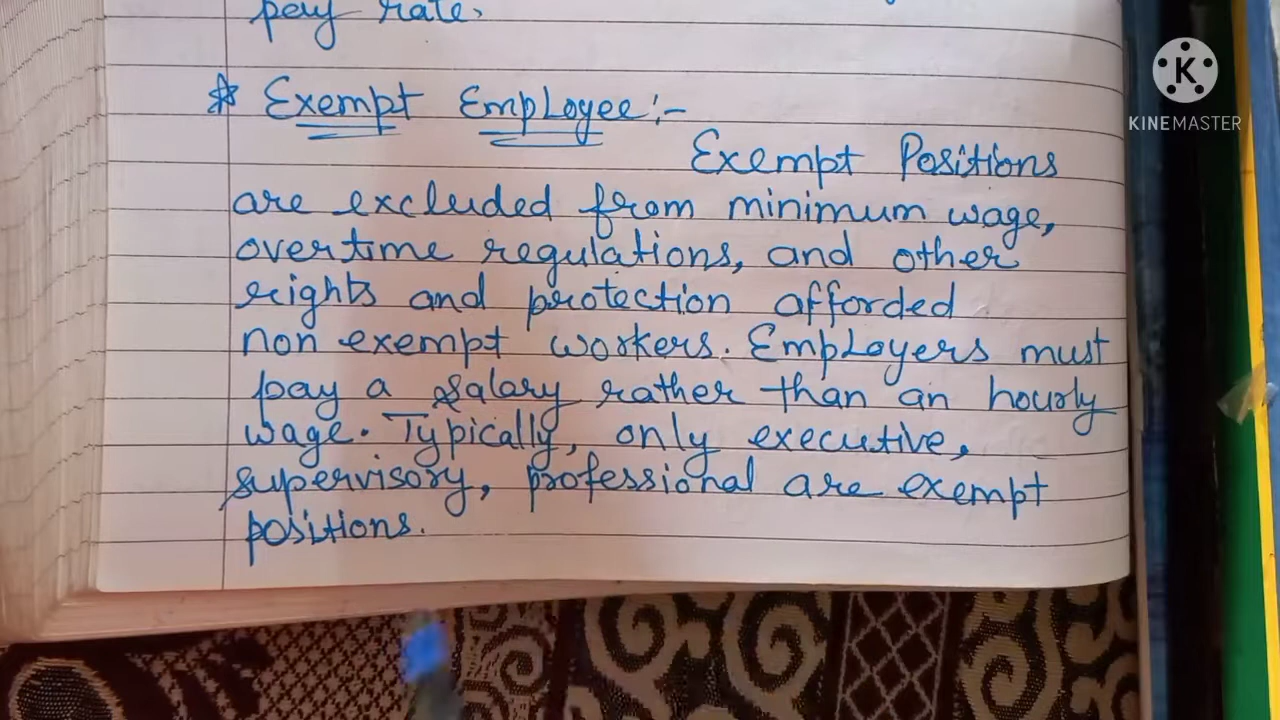 pay rate.
* Exempt Employee:-
Exempt Positions
are excluded from minimum wage,
overtime regulations, and other
rights and protection afforded
non exempt workers. Employers must
pay a salary rather than an hourly
wage. Typically, only executive,
supervisory, professional are exempt
positions.
K
KINEMASTER